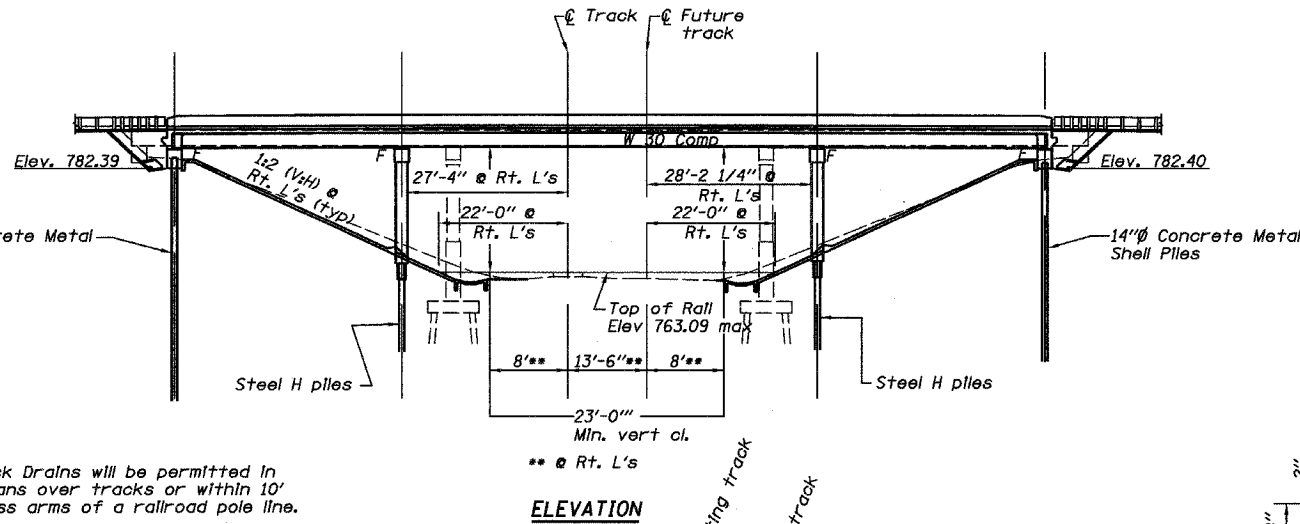 ℄ Track
℄ Future
track
W 30 Comp
Elev. 782.39
F
F
F
F
Elev. 782.40
1:2 (V:H) @
Rt. L's (typ)
27'-4" @ Rt. L's
28'-2 1/4" @
Rt. L's
22'-0" @
Rt. L's
22'-0" @
Rt. L's
rete Metal
14"Ø Concrete Metal
Shell Piles
Top of Rail
Elev 763.09 max
8'**
13'-6"**
8'**
Steel H piles
Steel H piles
23'-0"
Min. vert cl.
** @ Rt. L's
ck Drains will be permitted in
ans over tracks or within 10'
ss arms of a railroad pole line.
ELEVATION
ting track
track